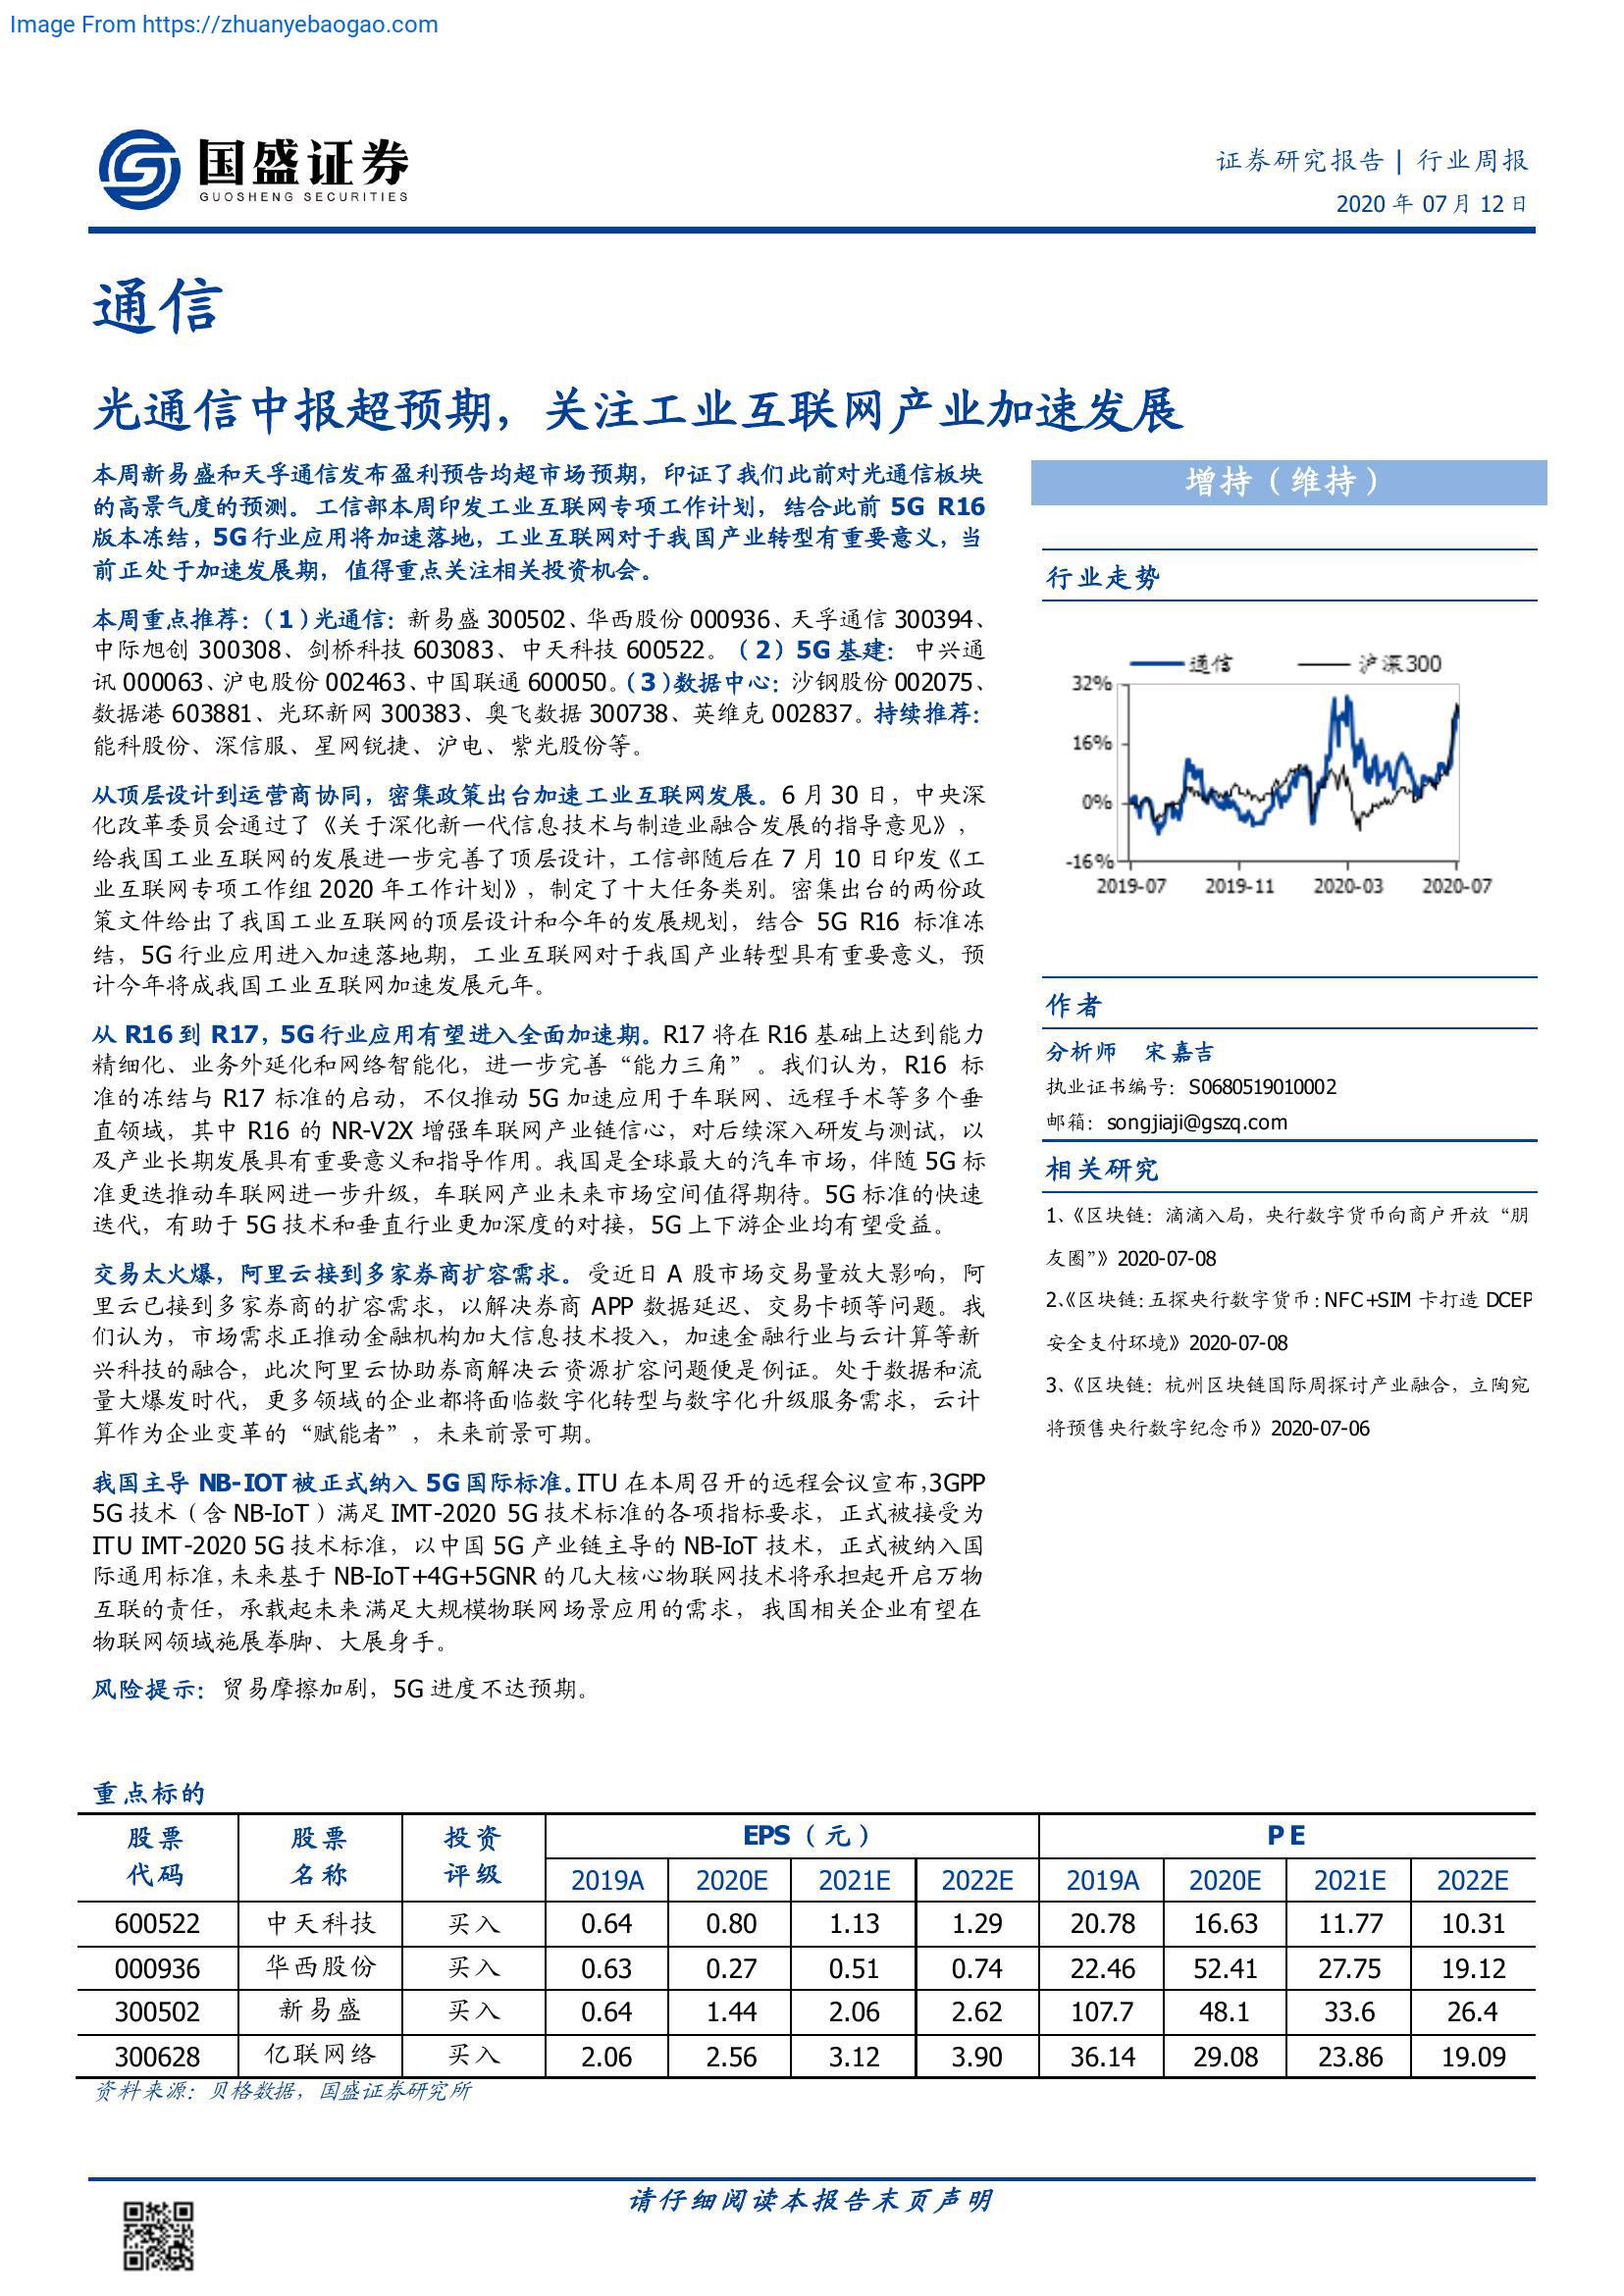 Image From https://zhuanyebaogao.com
国盛证券
GUOSHENG SECURITIES
证券研究报告 | 行业周报
2020 年 07 月 12 日
通信
光通信中报超预期，关注工业互联网产业加速发展
本周新易盛和天孚通信发布盈利预告均超市场预期，印证了我们此前对光通信板块
的高景气度的预测。工信部本周印发工业互联网专项工作计划，结合此前 5G R16
版本冻结，5G 行业应用将加速落地，工业互联网对于我国产业转型有重要意义，当
前正处于加速发展期，值得重点关注相关投资机会。
本周重点推荐：（1）光通信：新易盛 300502、华西股份 000936、天孚通信 300394、
中际旭创 300308、剑桥科技 603083、中天科技 600522。（2）5G 基建：中兴通
讯 000063、沪电股份 002463、中国联通 600050。（3）数据中心：沙钢股份 002075、
数据港 603881、光环新网 300383、奥飞数据 300738、英维克 002837。持续推荐：
能科股份、深信服、星网锐捷、沪电、紫光股份等。
从顶层设计到运营商协同，密集政策出台加速工业互联网发展。6 月 30 日，中央深
化改革委员会通过了《关于深化新一代信息技术与制造业融合发展的指导意见》，
给我国工业互联网的发展进一步完善了顶层设计，工信部随后在 7 月 10 日印发《工
业互联网专项工作组 2020 年工作计划》，制定了十大任务类别。密集出台的两份政
策文件给出了我国工业互联网的顶层设计和今年的发展规划，结合 5G R16 标准冻
结，5G 行业应用进入加速落地期，工业互联网对于我国产业转型具有重要意义，预
计今年将成我国工业互联网加速发展元年。
从 R16 到 R17，5G 行业应用有望进入全面加速期。R17 将在 R16 基础上达到能力
精细化、业务外延化和网络智能化，进一步完善“能力三角”。我们认为，R16 标
准的冻结与 R17 标准的启动，不仅推动 5G 加速应用于车联网、远程手术等多个垂
直领域，其中 R16 的 NR-V2X 增强车联网产业链信心，对后续深入研发与测试，以
及产业长期发展具有重要意义和指导作用。我国是全球最大的汽车市场，伴随 5G 标
准更迭推动车联网进一步升级，车联网产业未来市场空间值得期待。5G 标准的快速
迭代，有助于 5G 技术和垂直行业更加深度的对接，5G 上下游企业均有望受益。
交易太火爆，阿里云接到多家券商扩容需求。受近日 A 股市场交易量放大影响，阿
里云已接到多家券商的扩容需求，以解决券商 APP 数据延迟、交易卡顿等问题。我
们认为，市场需求正推动金融机构加大信息技术投入，加速金融行业与云计算等新
兴科技的融合，此次阿里云协助券商解决云资源扩容问题便是例证。处于数据和流
量大爆发时代，更多领域的企业都将面临数字化转型与数字化升级服务需求，云计
算作为企业变革的“赋能者”，未来前景可期。
我国主导 NB-IOT 被正式纳入 5G 国际标准。ITU 在本周召开的远程会议宣布，3GPP
5G 技术（含 NB-IoT）满足 IMT-2020 5G 技术标准的各项指标要求，正式被接受为
ITU IMT-2020 5G 技术标准，以中国 5G 产业链主导的 NB-IoT 技术，正式被纳入国
际通用标准，未来基于 NB-IoT+4G+5GNR 的几大核心物联网技术将承担起开启万物
互联的责任，承载起未来满足大规模物联网场景应用的需求，我国相关企业有望在
物联网领域施展拳脚、大展身手。
风险提示：贸易摩擦加剧，5G 进度不达预期。
增持（维持）
行业走势
通信 沪深300
32%
16%
0%
-16%
2019-07 2019-11 2020-03 2020-07
作者
分析师 宋嘉吉
执业证书编号：S0680519010002
邮箱：songjiaji@gszq.com
相关研究
1、《区块链：滴滴入局，央行数字货币向商户开放“朋
友圈”》2020-07-08
2、《区块链：五探央行数字货币：NFC+SIM 卡打造 DCEP
安全支付环境》2020-07-08
3、《区块链：杭州区块链国际周探讨产业融合，立陶宛
将预售央行数字纪念币》2020-07-06
重点标的
股票 股票 投资 EPS（元） P E
代码 名称 评级 2019A 2020E 2021E 2022E 2019A 2020E 2021E 2022E
600522 中天科技 买入 0.64 0.80 1.13 1.29 20.78 16.63 11.77 10.31
000936 华西股份 买入 0.63 0.27 0.51 0.74 22.46 52.41 27.75 19.12
300502 新易盛 买入 0.64 1.44 2.06 2.62 107.7 48.1 33.6 26.4
300628 亿联网络 买入 2.06 2.56 3.12 3.90 36.14 29.08 23.86 19.09
资料来源：贝格数据，国盛证券研究所
请仔细阅读本报告末页声明